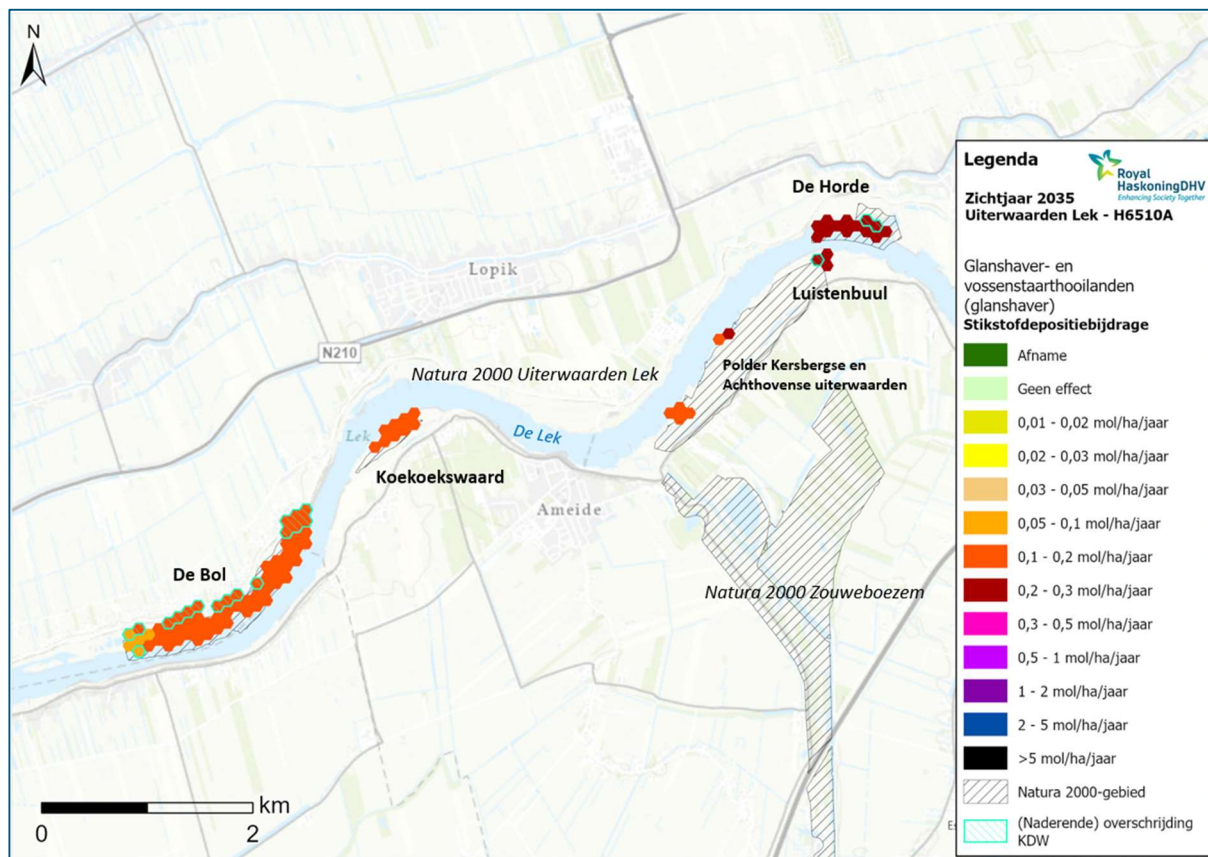 N
Lopik
N210
Natura 2000 Uiterwaarden Lek
De Horde
Luistenbuul
Polder Kersbergse en
Achthovense uiterwaarden
Lek
De Lek
Koekoekswaard
Ameide
De Bol
Natura 2000 Zouweboezem
km
0
2
Legenda
Royal
HaskoningDHV
Enhancing Society Together
Zichtjaar 2035
Uiterwaarden Lek - H6510A
Glanshaver- en
vossenstaarthooilanden
(glanshaver)
Stikstofdepositiebijdrage
Afname
Geen effect
0,01 - 0,02 mol/ha/jaar
0,02 - 0,03 mol/ha/jaar
0,03 - 0,05 mol/ha/jaar
0,05 - 0,1 mol/ha/jaar
0,1 - 0,2 mol/ha/jaar
0,2 - 0,3 mol/ha/jaar
0,3 - 0,5 mol/ha/jaar
0,5 - 1 mol/ha/jaar
1 - 2 mol/ha/jaar
2 - 5 mol/ha/jaar
>5 mol/ha/jaar
Natura 2000-gebied
(Naderende) overschrijding
KDW